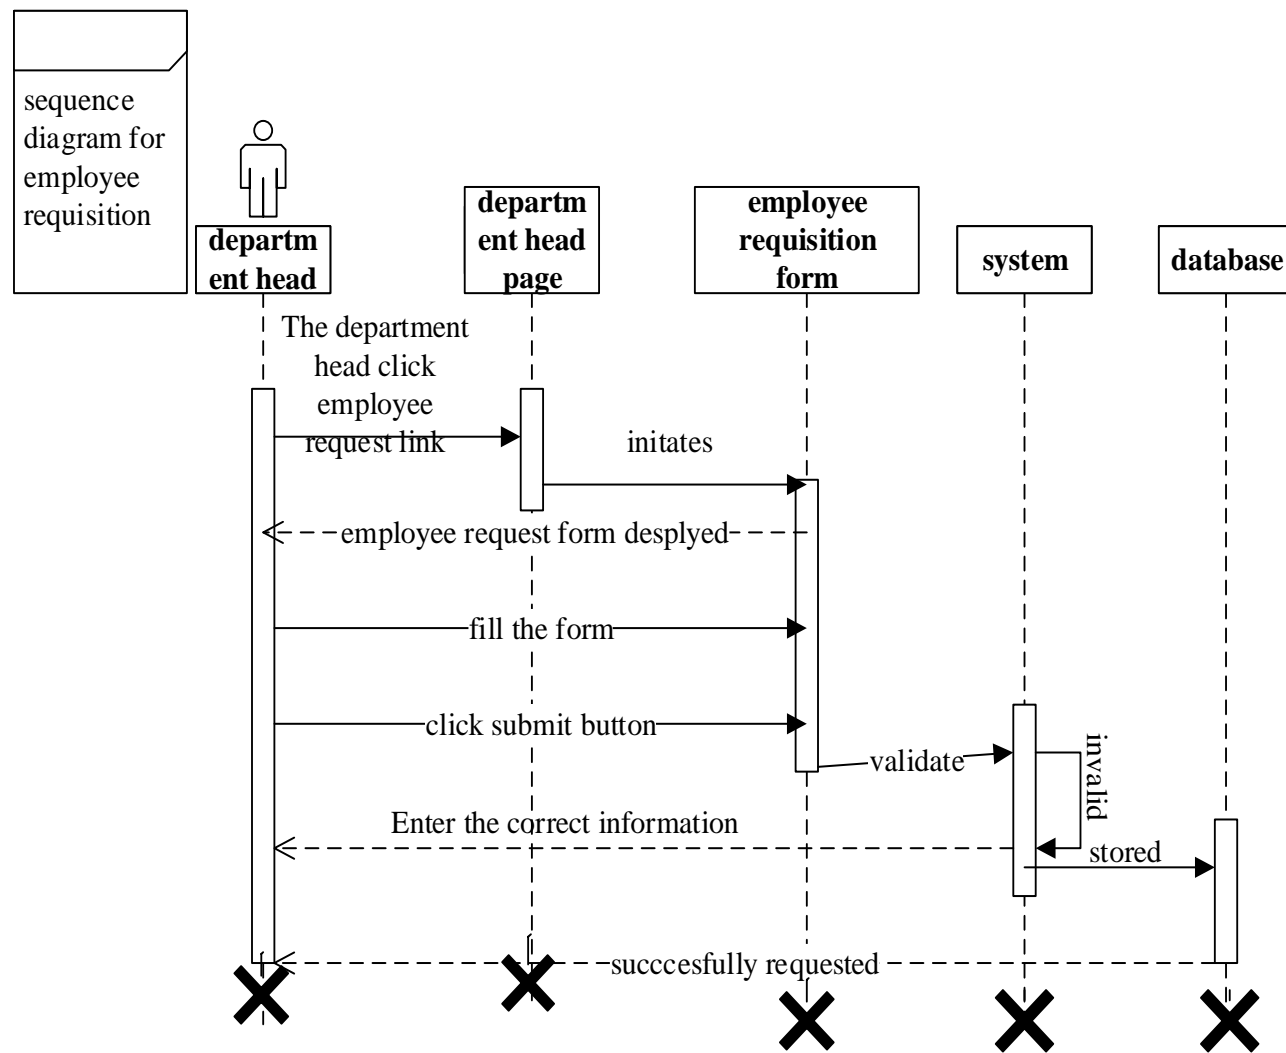 sequence
diagram for
employee
requisition
departm
ent head
departm
ent head
page
employee
requisition
form
system
database
The department
head click
employee
request link
initates
employee request form desplyed
fill the form
click submit button
validate
invalid
Enter the correct information
stored
succcesfully requested